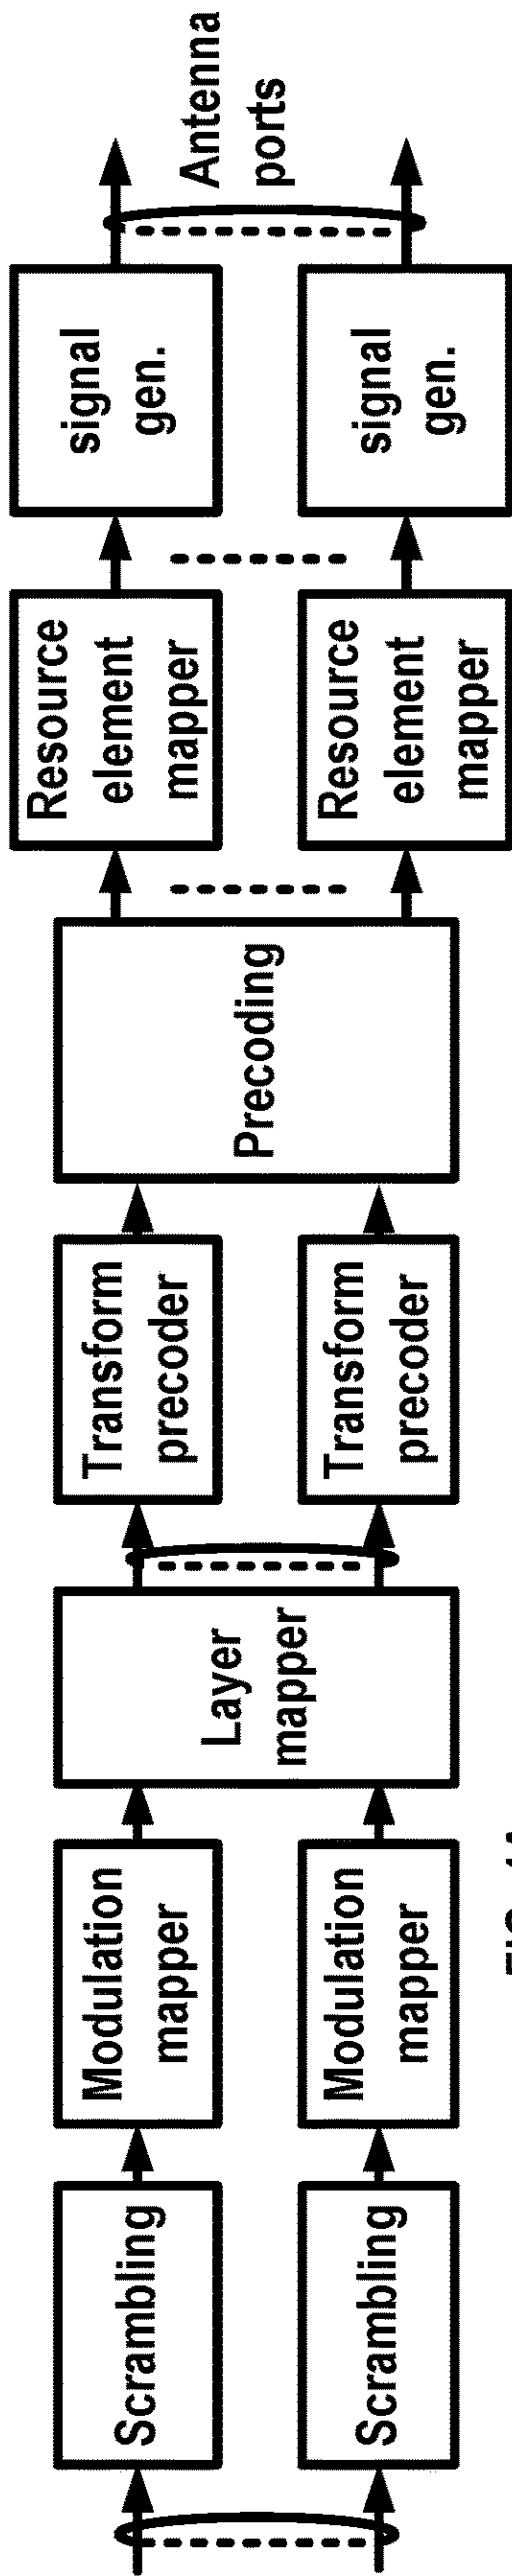 Scrambling
Scrambling
Modulation
mapper
Modulation
mapper
Layer
mapper
Transform
precoder
Transform
precoder
Precoding
Resource
element
mapper
Resource
element
mapper
signal
gen.
signal
gen.
Antenna
ports